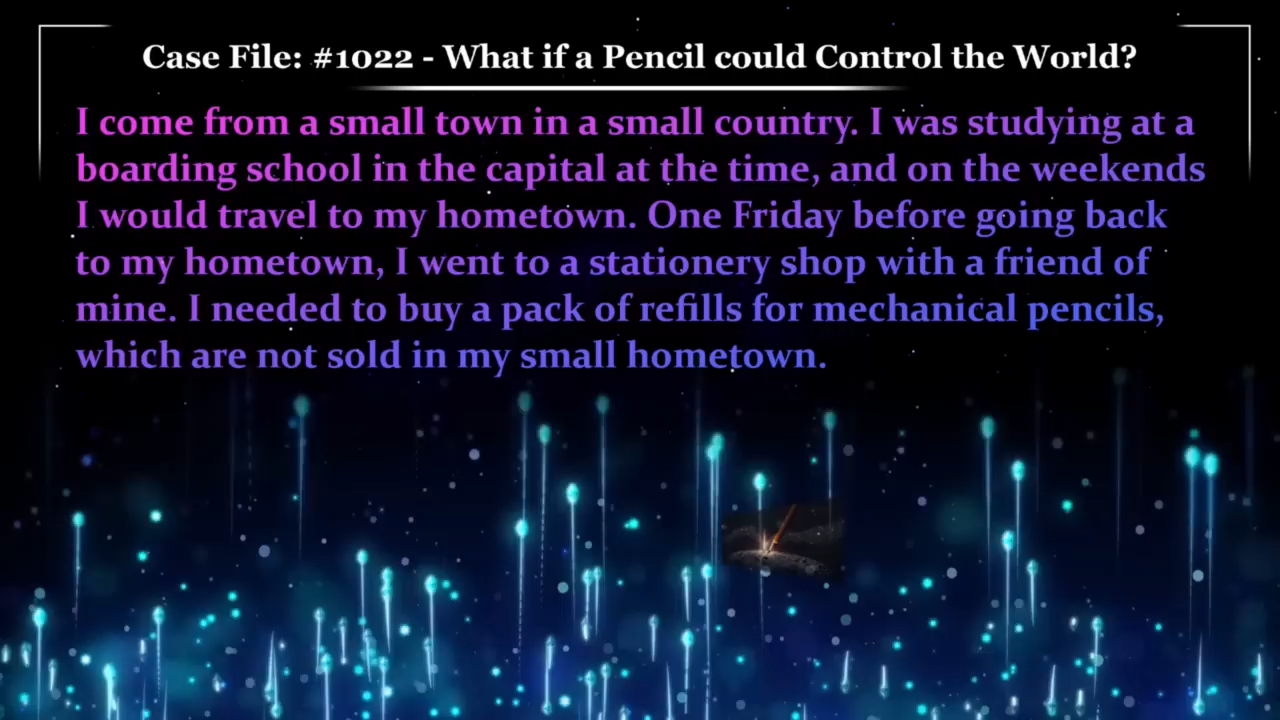 Case File: #1022 - What if a Pencil could Control the World?
I come from a small town in a small country. I was studying at a
boarding school in the capital at the time, and on the weekends
I would travel to my hometown. One Friday before going back
to my hometown, I went to a stationery shop with a friend of
mine. I needed to buy a pack of refills for mechanical pencils,
which are not sold in my small hometown.